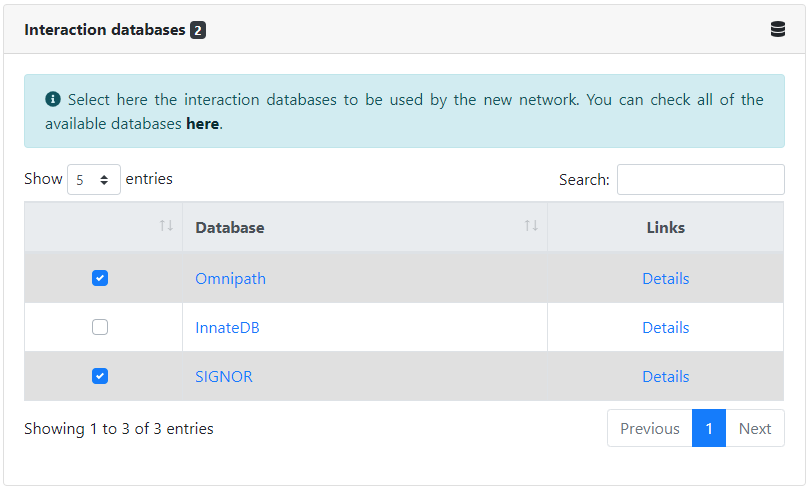 Interaction databases 2
Select here the interaction databases to be used by the new network. You can check all of the
available databases here.
Show 5 entries
Search:
Database
Links
Omnipath
Details
InnateDB
Details
SIGNOR
Details
Showing 1 to 3 of 3 entries
Previous 1 Next